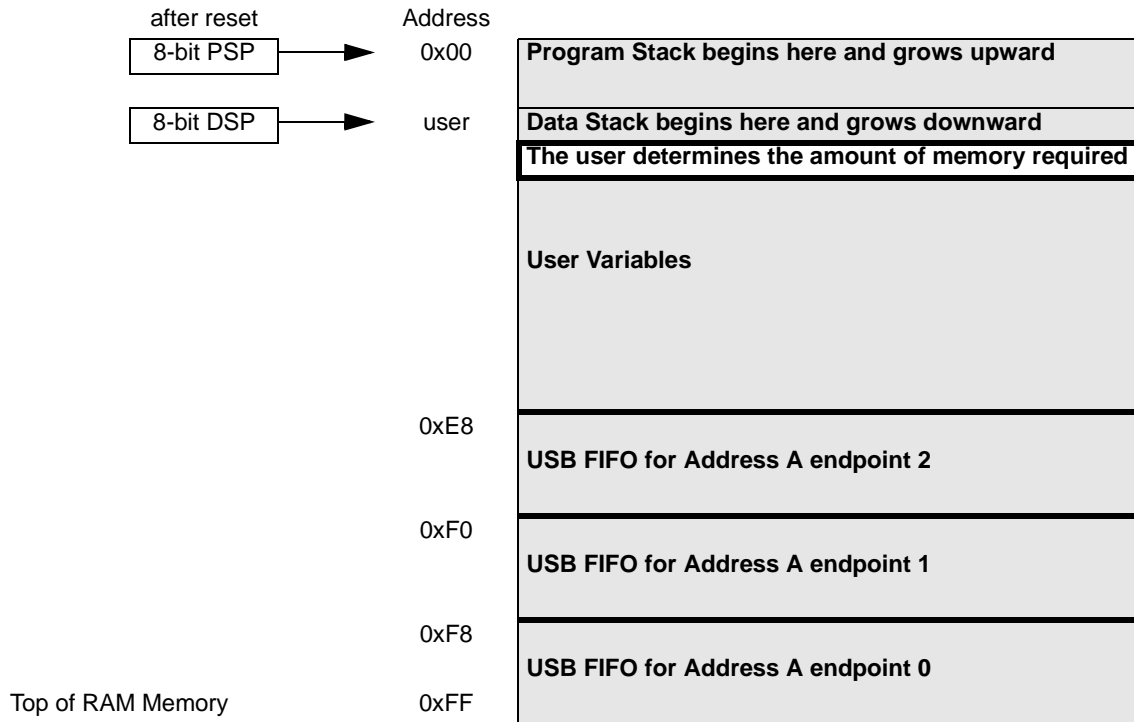 after reset Address
8-bit PSP 0x00 Program Stack begins here and grows upward
8-bit DSP user Data Stack begins here and grows downward
The user determines the amount of memory required
User Variables
0xE8
USB FIFO for Address A endpoint 2
0xF0
USB FIFO for Address A endpoint 1
0xF8
USB FIFO for Address A endpoint 0
Top of RAM Memory 0xFF